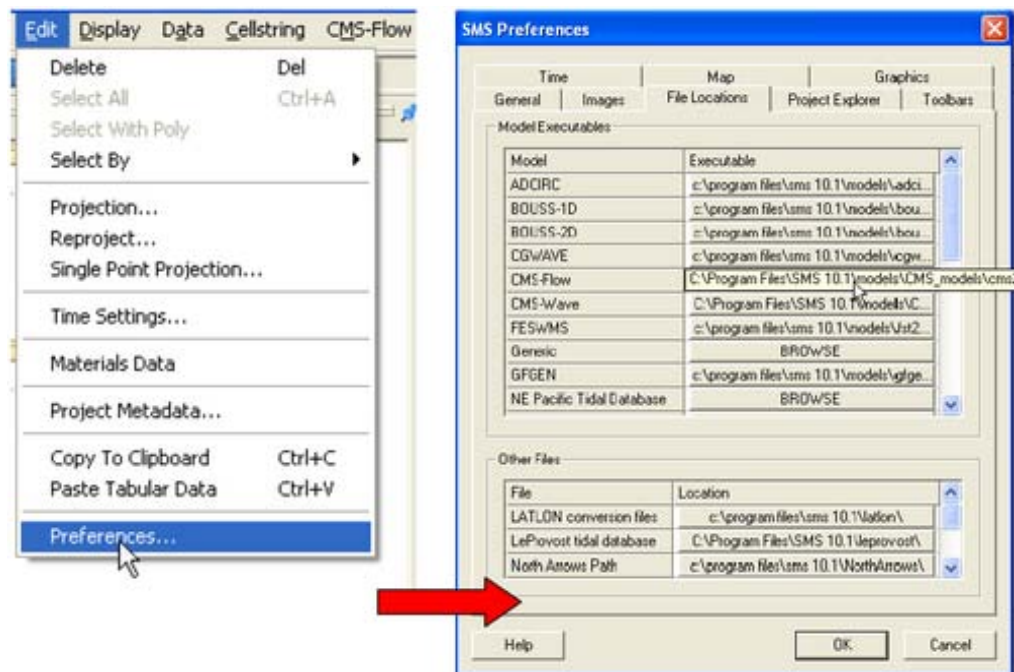 Edit Display Data Cellstring CMS-Flow
Delete Del
Select All Ctrl+A
Select With Poly
Select By
Projection...
Reproject...
Single Point Projection...
Time Settings...
Materials Data
Project Metadata...
Copy To Clipboard Ctrl+C
Paste Tabular Data Ctrl+V
Preferences...
SMS Preferences
Time Map Graphics
General Images File Locations Project Explorer Toolbars
Model Executables
Model Executable
ADCIRC c:\program files\sms 10.1\models\adci...
BOUSS-1D c:\program files\sms 10.1\models\bou...
BOUSS-2D c:\program files\sms 10.1\models\bou...
CGWAVE c:\program files\sms 10.1\models\cgw...
CMS-Flow C:\Program Files\SMS 10.1\models\CMS_models\cms
CMS-Wave C:\Program Files\SMS 10.1\models\C...
FESWMS c:\program files\sms 10.1\models\fst2...
Generic BROWSE
GFGEN c:\program files\sms 10.1\models\gfge...
NE Pacific Tidal Database BROWSE
Other Files
File Location
LATLON conversion files c:\program files\sms 10.1\latlon\
LeProvost tidal database C:\Program Files\SMS 10.1\leprovost\
North Arrows Path c:\program files\sms 10.1\NorthArrows\
Help OK Cancel